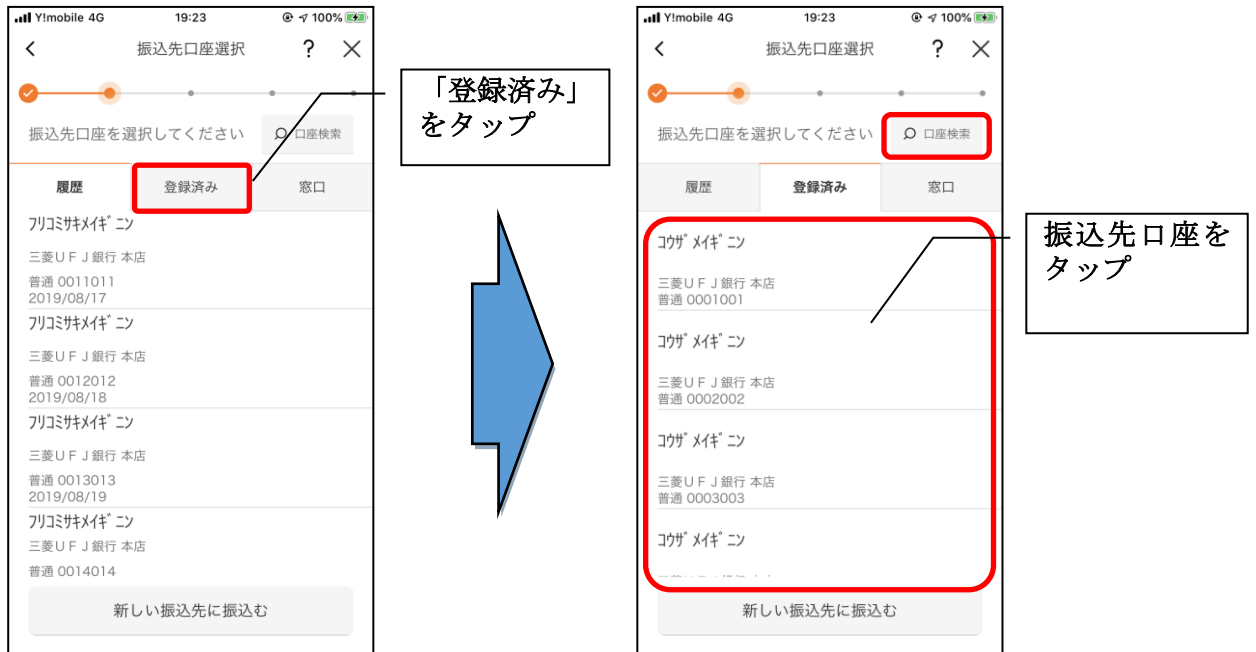 Y!mobile 4G 19:23 100%
振込先口座選択 ?
振込先口座を選択してください 口座検索
履歴 登録済み 窓口
ﾌﾘｺﾐｻｷﾒｲｷﾞﾆﾝ
三菱ＵＦＪ銀行 本店
普通 0011011
2019/08/17
ﾌﾘｺﾐｻｷﾒｲｷﾞﾆﾝ
三菱ＵＦＪ銀行 本店
普通 0012012
2019/08/18
ﾌﾘｺﾐｻｷﾒｲｷﾞﾆﾝ
三菱ＵＦＪ銀行 本店
普通 0013013
2019/08/19
ﾌﾘｺﾐｻｷﾒｲｷﾞﾆﾝ
三菱ＵＦＪ銀行 本店
普通 0014014
新しい振込先に振込む
「登録済み」
をタップ
Y!mobile 4G 19:23 100%
振込先口座選択 ?
振込先口座を選択してください 口座検索
履歴 登録済み 窓口
ｺｳｻﾞﾒｲｷﾞﾆﾝ
三菱ＵＦＪ銀行 本店
普通 0001001
ｺｳｻﾞﾒｲｷﾞﾆﾝ
三菱ＵＦＪ銀行 本店
普通 0002002
ｺｳｻﾞﾒｲｷﾞﾆﾝ
三菱ＵＦＪ銀行 本店
普通 0003003
ｺｳｻﾞﾒｲｷﾞﾆﾝ
新しい振込先に振込む
振込先口座を
タップ